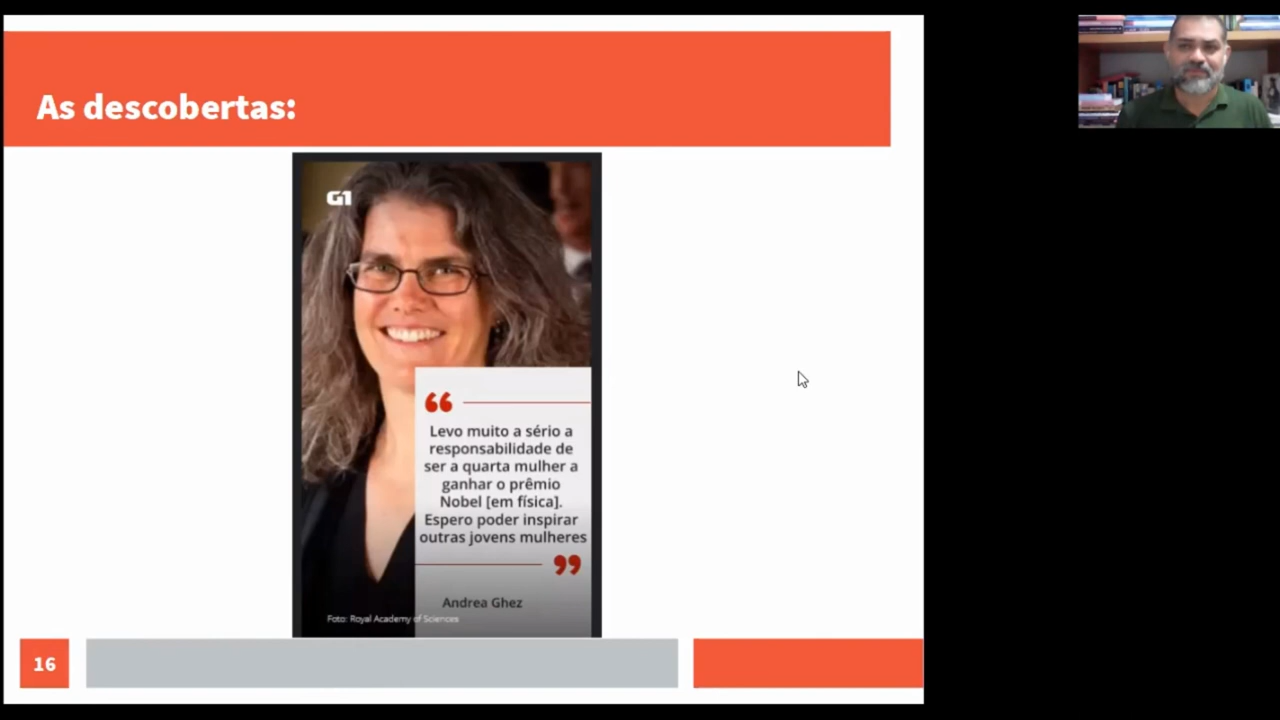 As descobertas:
G1
“
Levo muito a sério a
responsabilidade de
ser a quarta mulher a
ganhar o prêmio
Nobel [em física].
Espero poder inspirar
outras jovens mulheres
”
Andrea Ghez
Foto: Royal Academy of Sciences
16